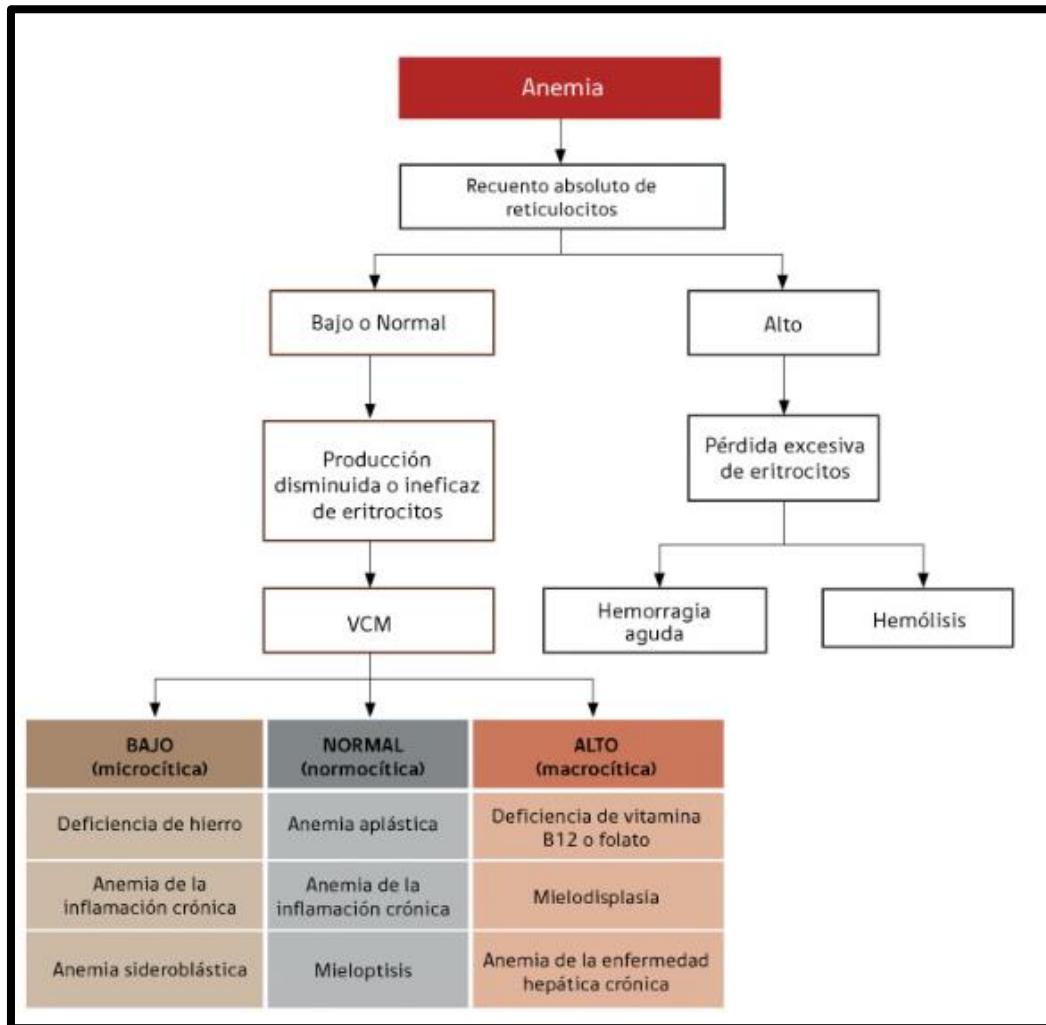 Anemia
Recuento absoluto de
reticulocitos
Bajo o Normal
Alto
Producción
disminuida o ineficaz
de eritrocitos
Pérdida excesiva
de eritrocitos
VCM
Hemorragia
aguda
Hemólisis
BAJO
(microcítica)
NORMAL
(normocítica)
ALTO
(macrocítica)
Deficiencia de hierro
Anemia aplástica
Deficiencia de vitamina
B12 o folato
Anemia de la
inflamación crónica
Anemia de la
inflamación crónica
Mielodisplasia
Anemia sideroblástica
Mieloptisis
Anemia de la enfermedad
hepática crónica